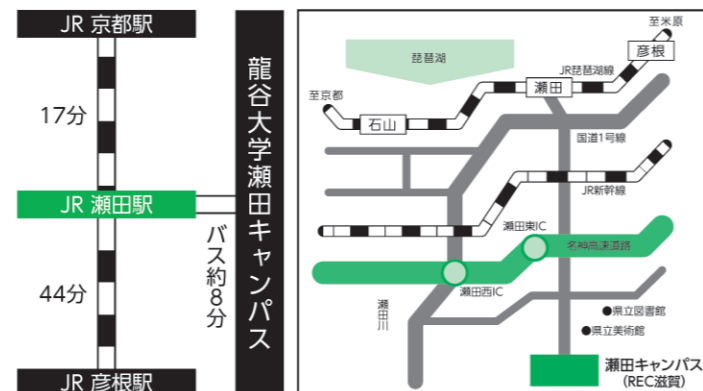 JR 京都駅
17分
JR 瀬田駅
44分
JR 彦根駅
バス約8分
龍谷大学瀬田キャンパス
至米原
彦根
琵琶湖
JR琵琶湖線
瀬田
至京都
石山
国道1号線
JR新幹線
瀬田東IC
名神高速道路
瀬田西IC
瀬田川
●県立図書館
●県立美術館
瀬田キャンパス
(REC滋賀)